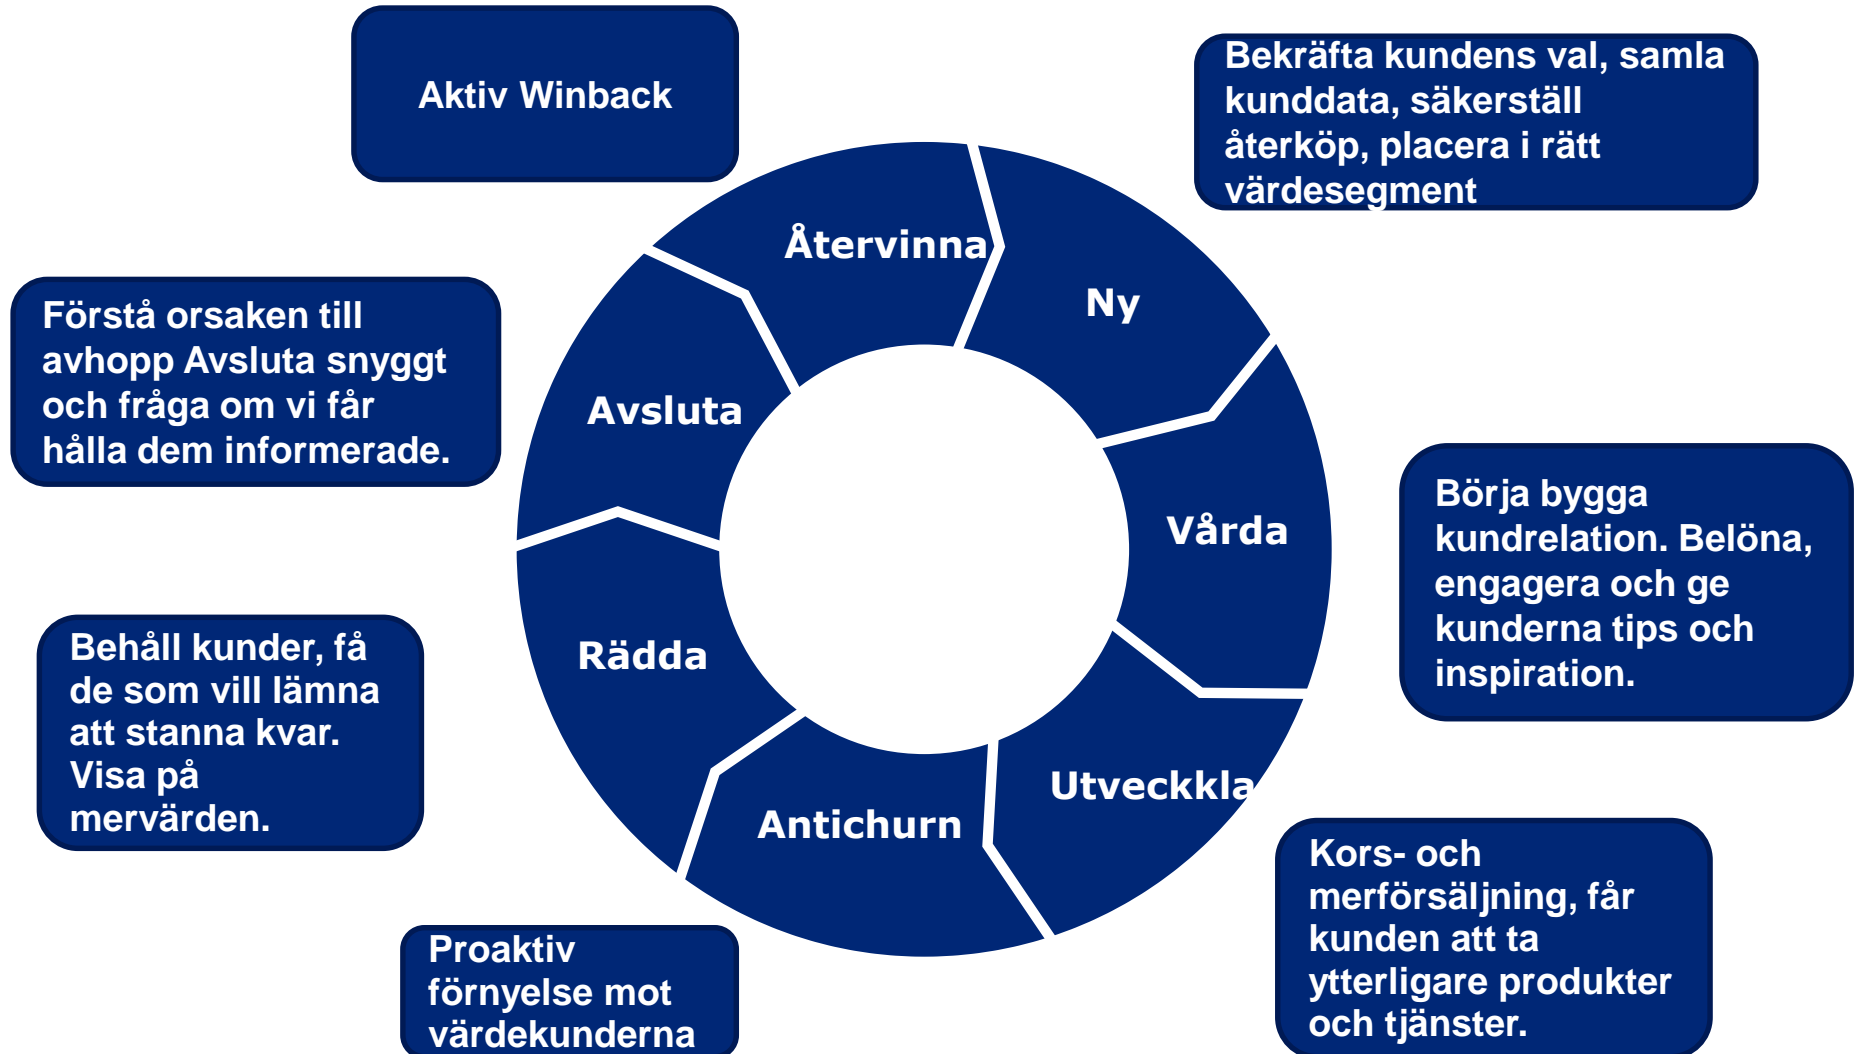 Aktiv Winback
Bekräfta kundens val, samla
kunddata, säkerställ
återköp, placera i rätt
värdesegment
Återvinna
Ny
Förstå orsaken till
avhopp Avsluta snyggt
och fråga om vi får
hålla dem informerade.
Avsluta
Vårda
Börja bygga
kundrelation. Belöna,
engagera och ge
kunderna tips och
inspiration.
Behåll kunder, få
de som vill lämna
att stanna kvar.
Visa på
mervärden.
Rädda
Utveckkla
Antichurn
Kors- och
merförsäljning, får
kunden att ta
ytterligare produkter
och tjänster.
Proaktiv
förnyelse mot
värdekunderna